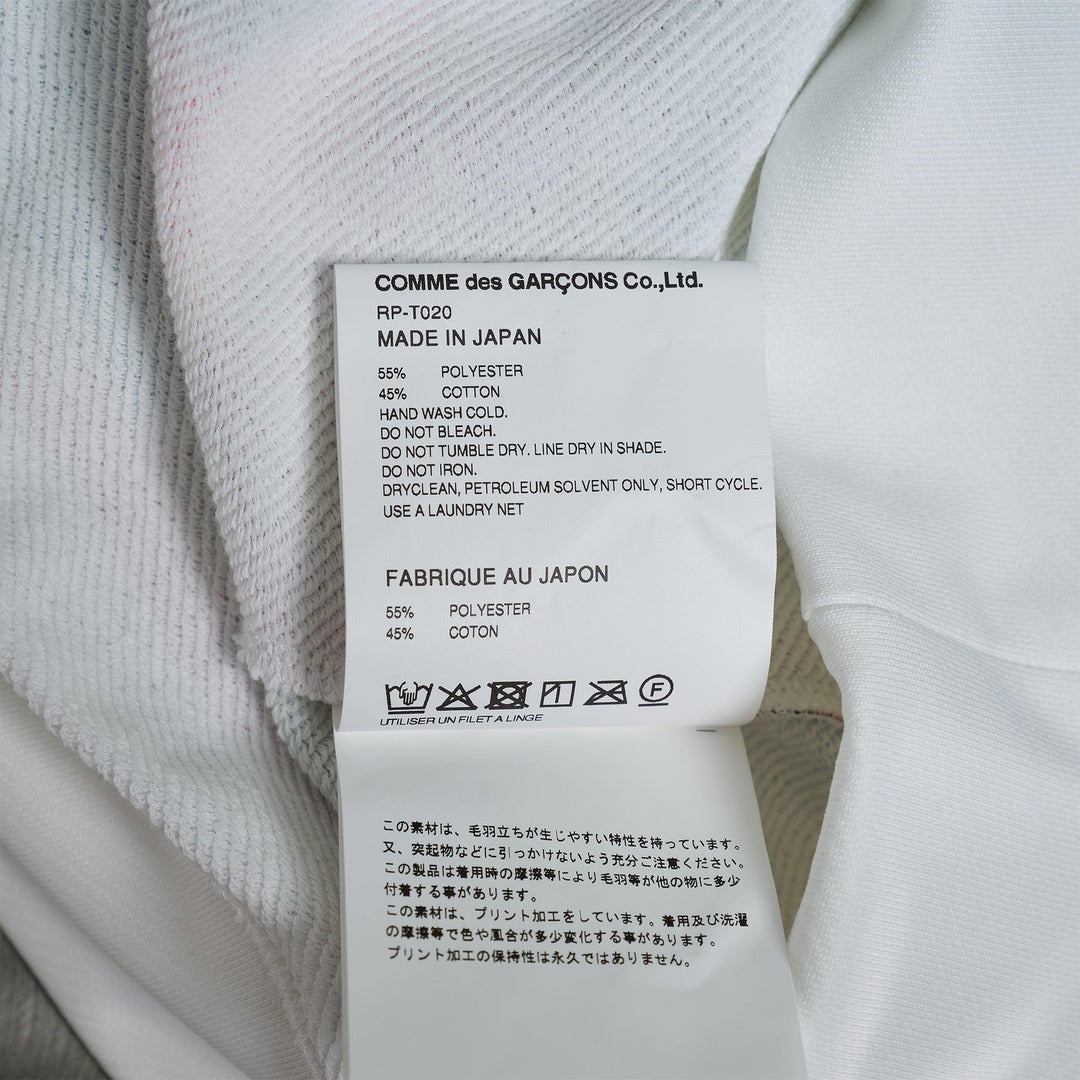 COMME des GARÇONS Co.,Ltd.
RP-T020
MADE IN JAPAN
55% POLYESTER
45% COTTON
HAND WASH COLD.
DO NOT BLEACH.
DO NOT TUMBLE DRY. LINE DRY IN SHADE.
DO NOT IRON.
DRYCLEAN, PETROLEUM SOLVENT ONLY, SHORT CYCLE.
USE A LAUNDRY NET
FABRIQUE AU JAPON
55% POLYESTER
45% COTON
F
UTILISER UN FILET A LINGE
この素材は、毛羽立ちが生じやすい特性を持っています。
又、突起物などに引っかけないよう充分ご注意ください。
この製品は着用時の摩擦等により毛羽等が他の物に多少
付着する事があります。
この素材は、プリント加工をしています。着用及び洗濯
の摩擦等で色や風合が多少変化する事があります。
プリント加工の保持性は永久ではありません。